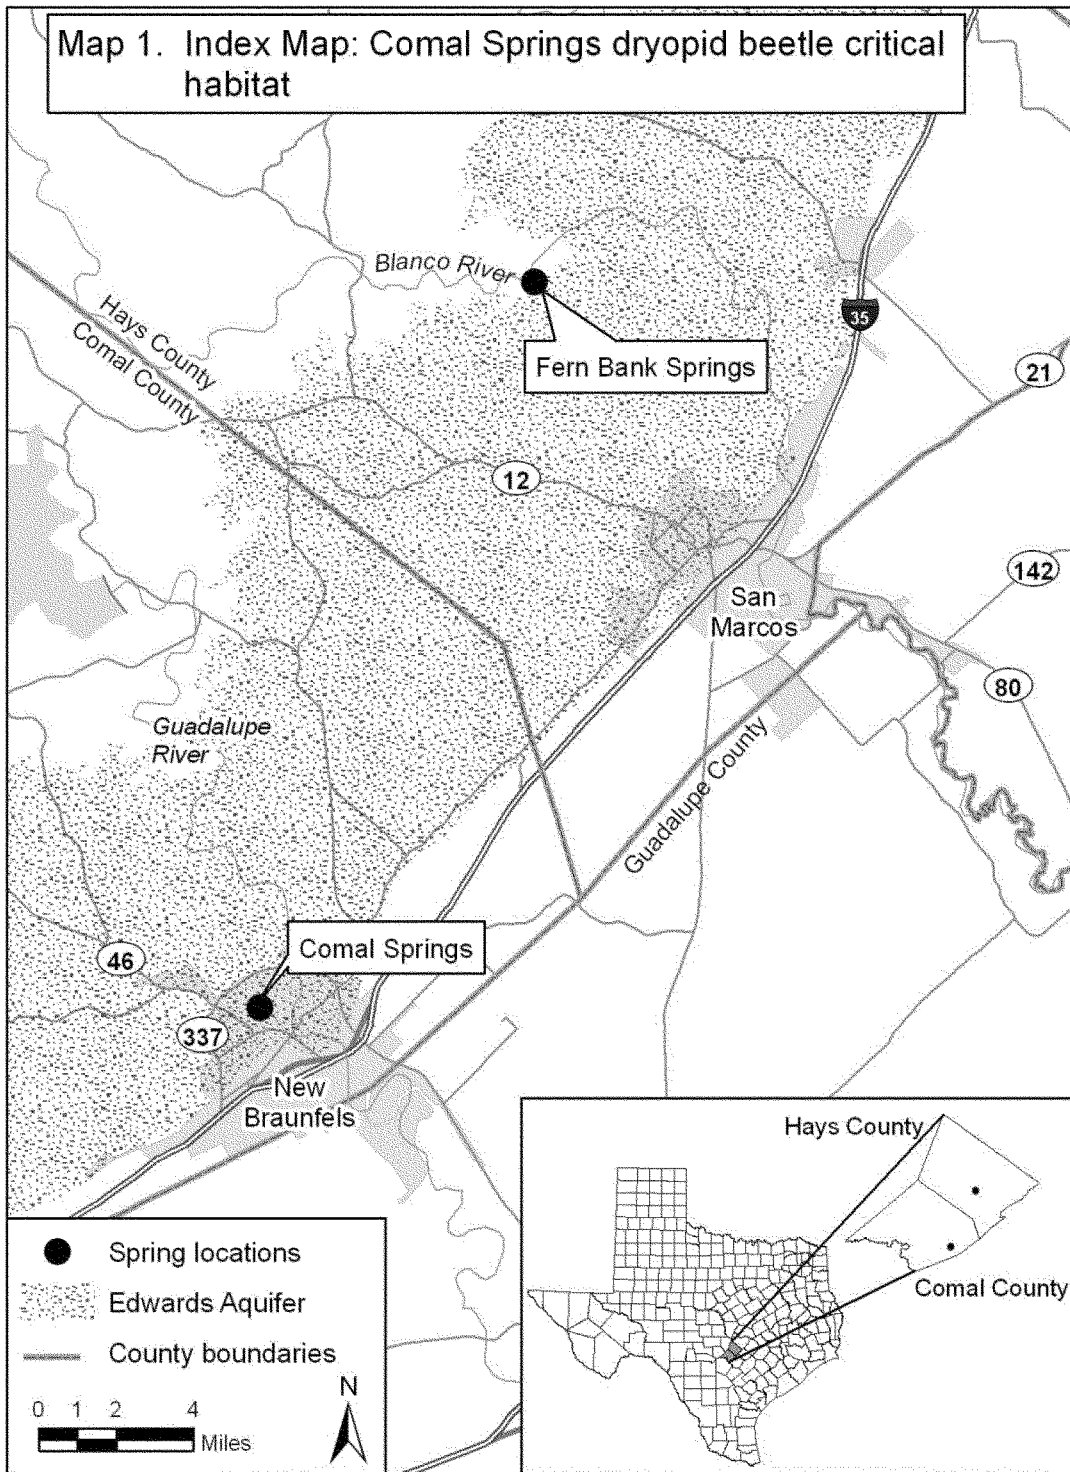 Map 1. Index Map: Comal Springs dryopid beetle critical
habitat
Blanco River
Hays County
Comal County
35
Fern Bank Springs
21
12
142
San
Marcos
80
Guadalupe
River
Guadalupe County
Comal Springs
46
337
New
Braunfels
Hays County
Comal County
Spring locations
Edwards Aquifer
County boundaries
N
0 1 2 4
Miles